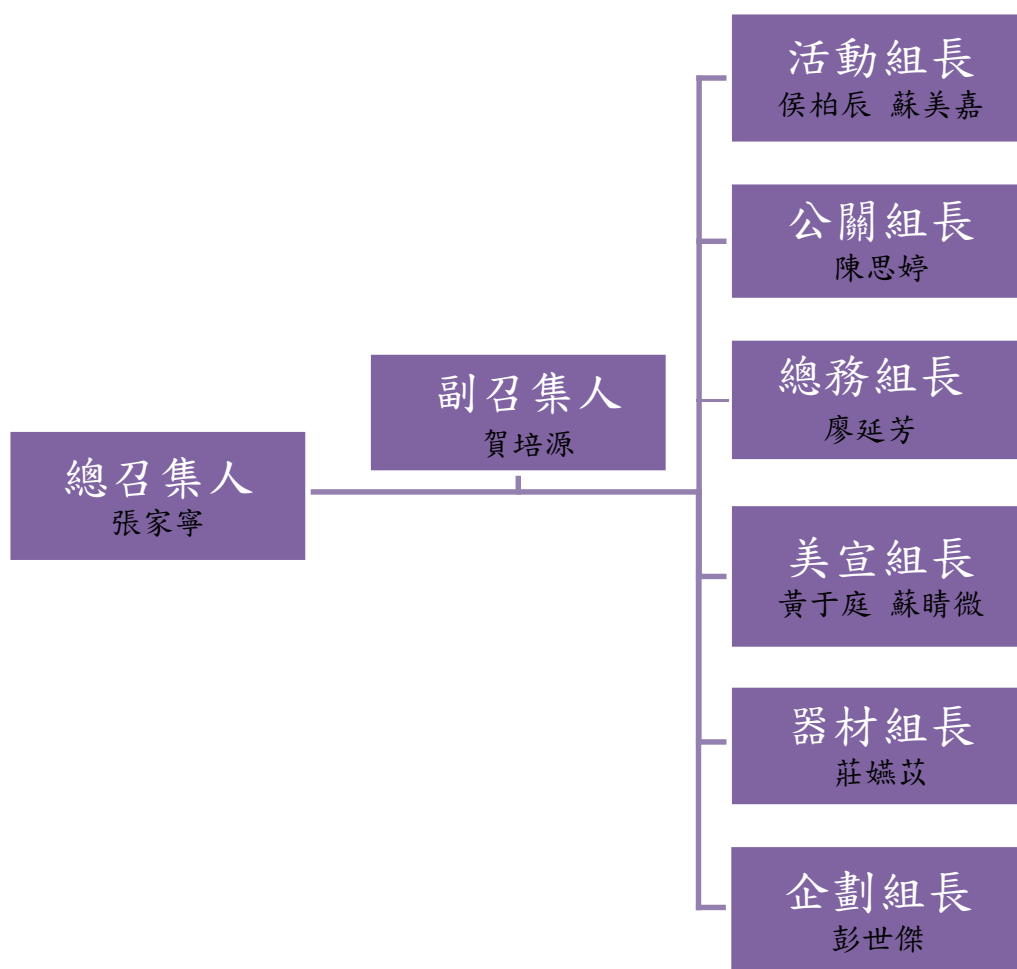 總召集人
張家寧
副召集人
賀培源
活動組長
侯柏辰 蘇美嘉
公關組長
陳思婷
總務組長
廖延芳
美宣組長
黃于庭 蘇晴微
器材組長
莊嬿苡
企劃組長
彭世傑